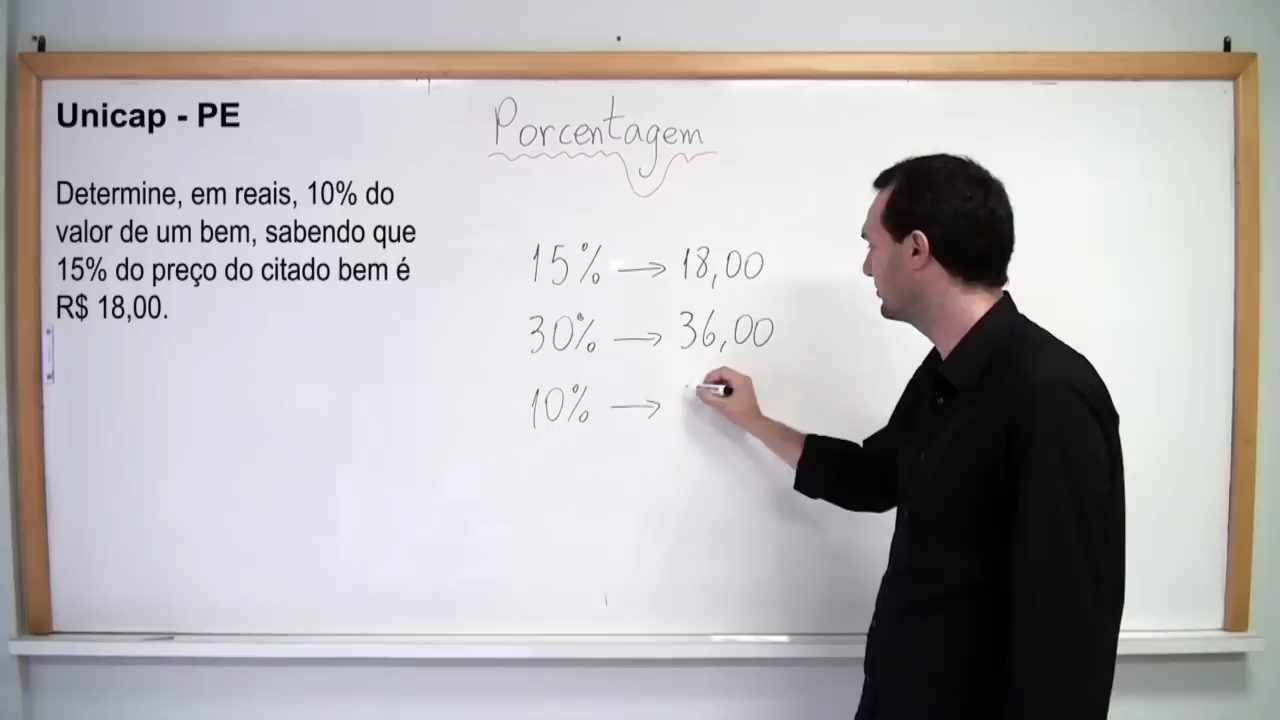 Unicap - PE
Determine, em reais, 10% do
valor de um bem, sabendo que
15% do preço do citado bem é
R$ 18,00.
Porcentagem
15% → 18,00
30% → 36,00
10% →